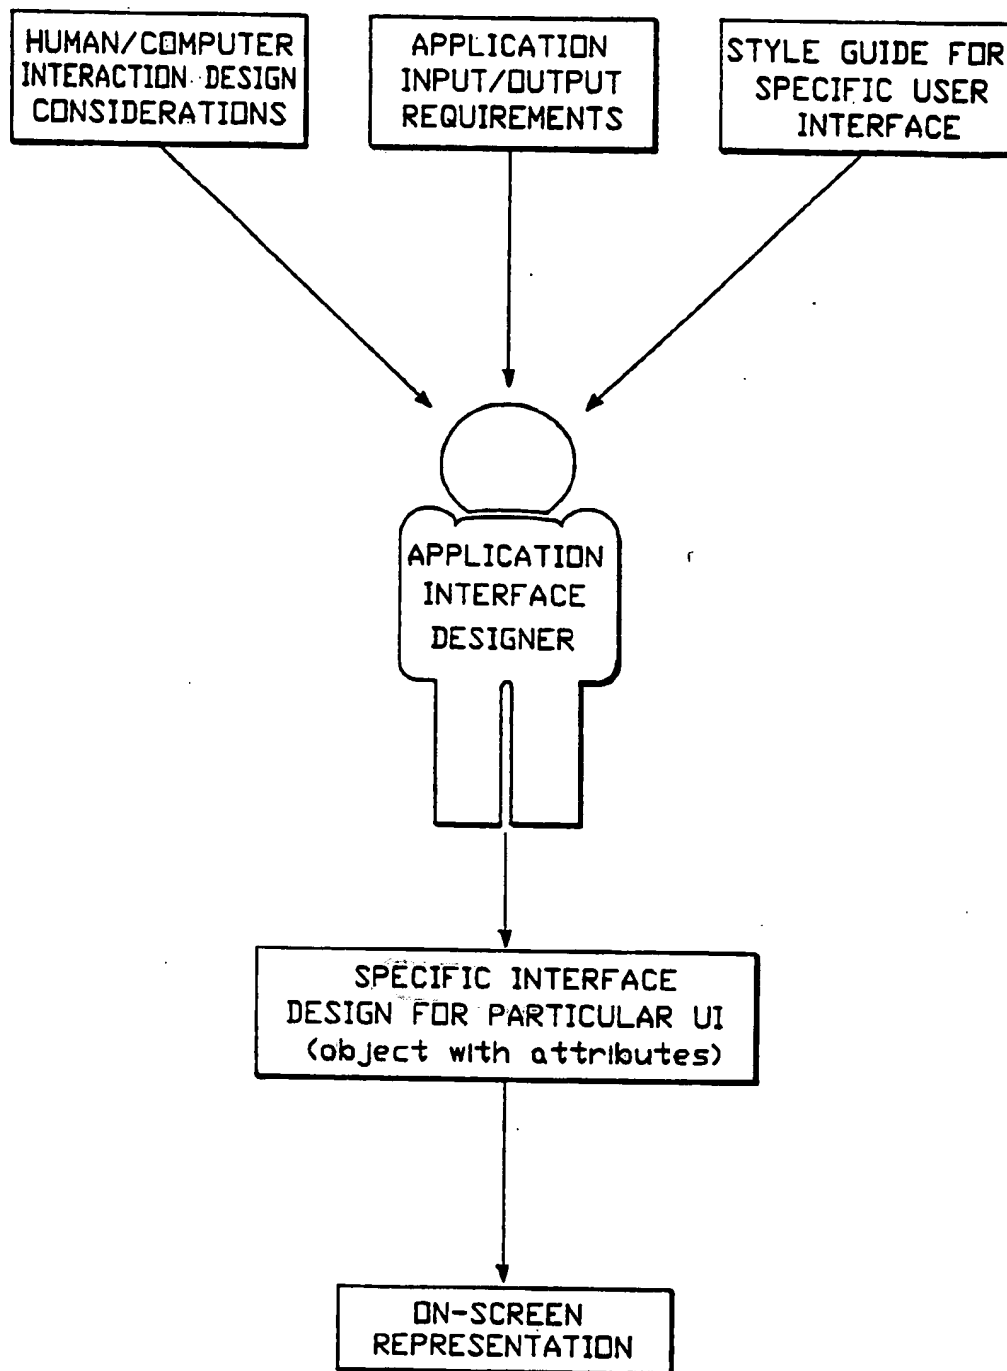 HUMAN/COMPUTER
INTERACTION DESIGN
CONSIDERATIONS
APPLICATION
INPUT/OUTPUT
REQUIREMENTS
STYLE GUIDE FOR
SPECIFIC USER
INTERFACE
APPLICATION
INTERFACE
DESIGNER
SPECIFIC INTERFACE
DESIGN FOR PARTICULAR UI
(object with attributes)
ON-SCREEN
REPRESENTATION